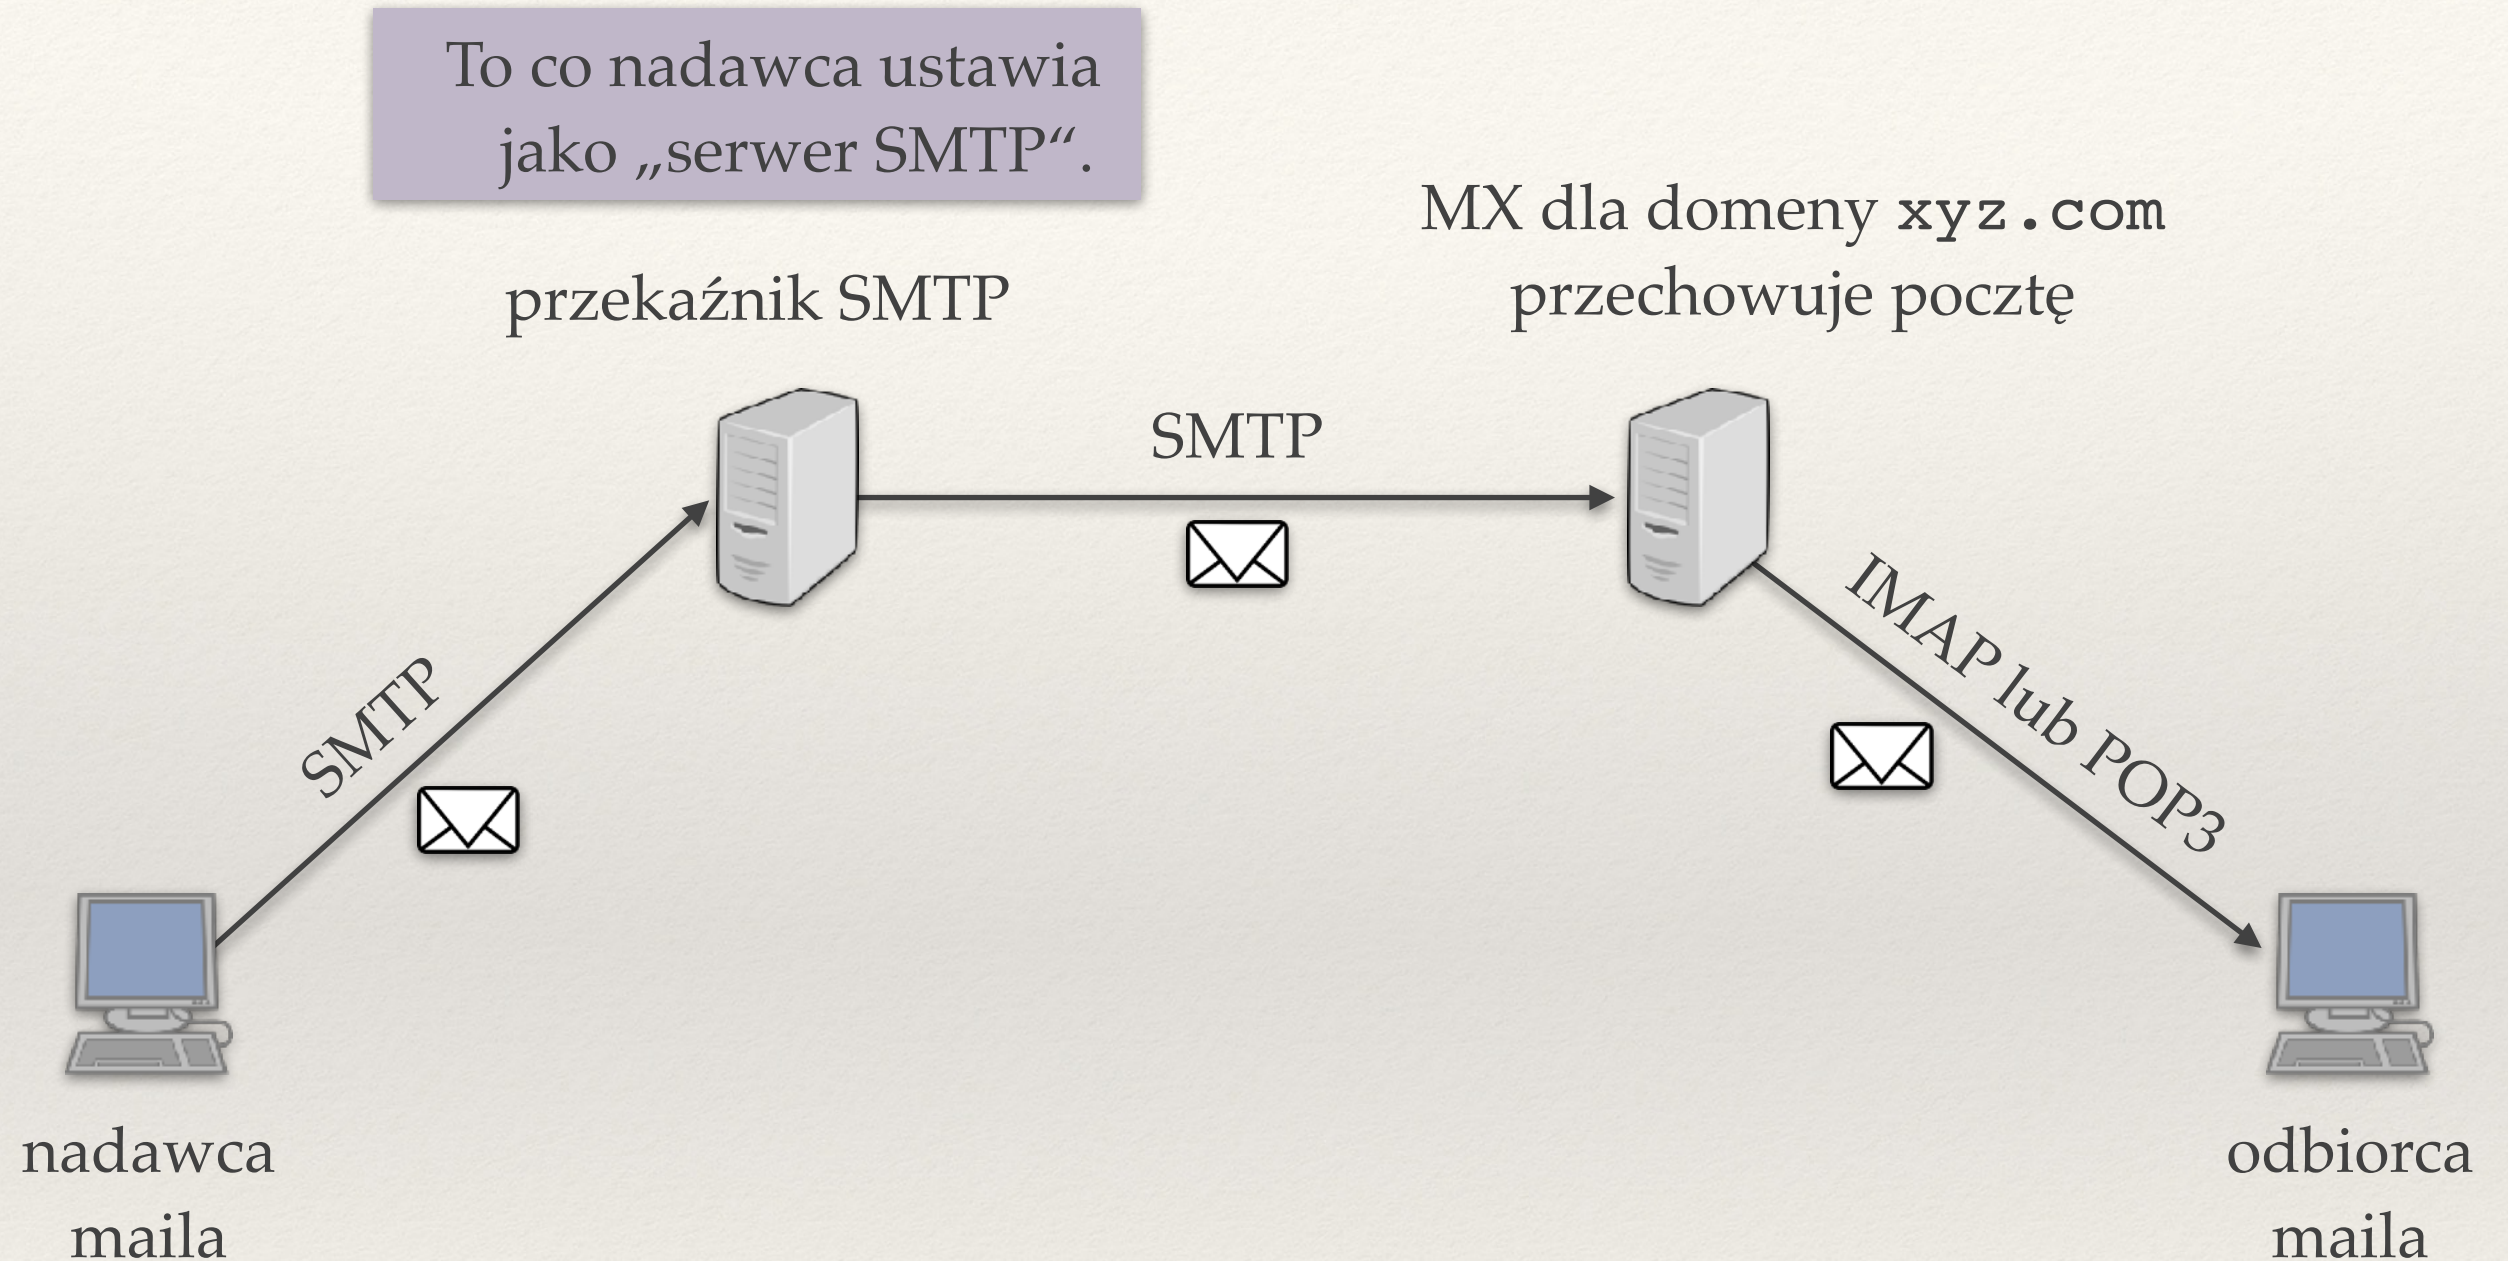 To co nadawca ustawia
jako „serwer SMTP“.
MX dla domeny xyz.com
przechowuje pocztę
przekaźnik SMTP
SMTP
SMTP
IMAP lub POP3
nadawca
maila
odbiorca
maila